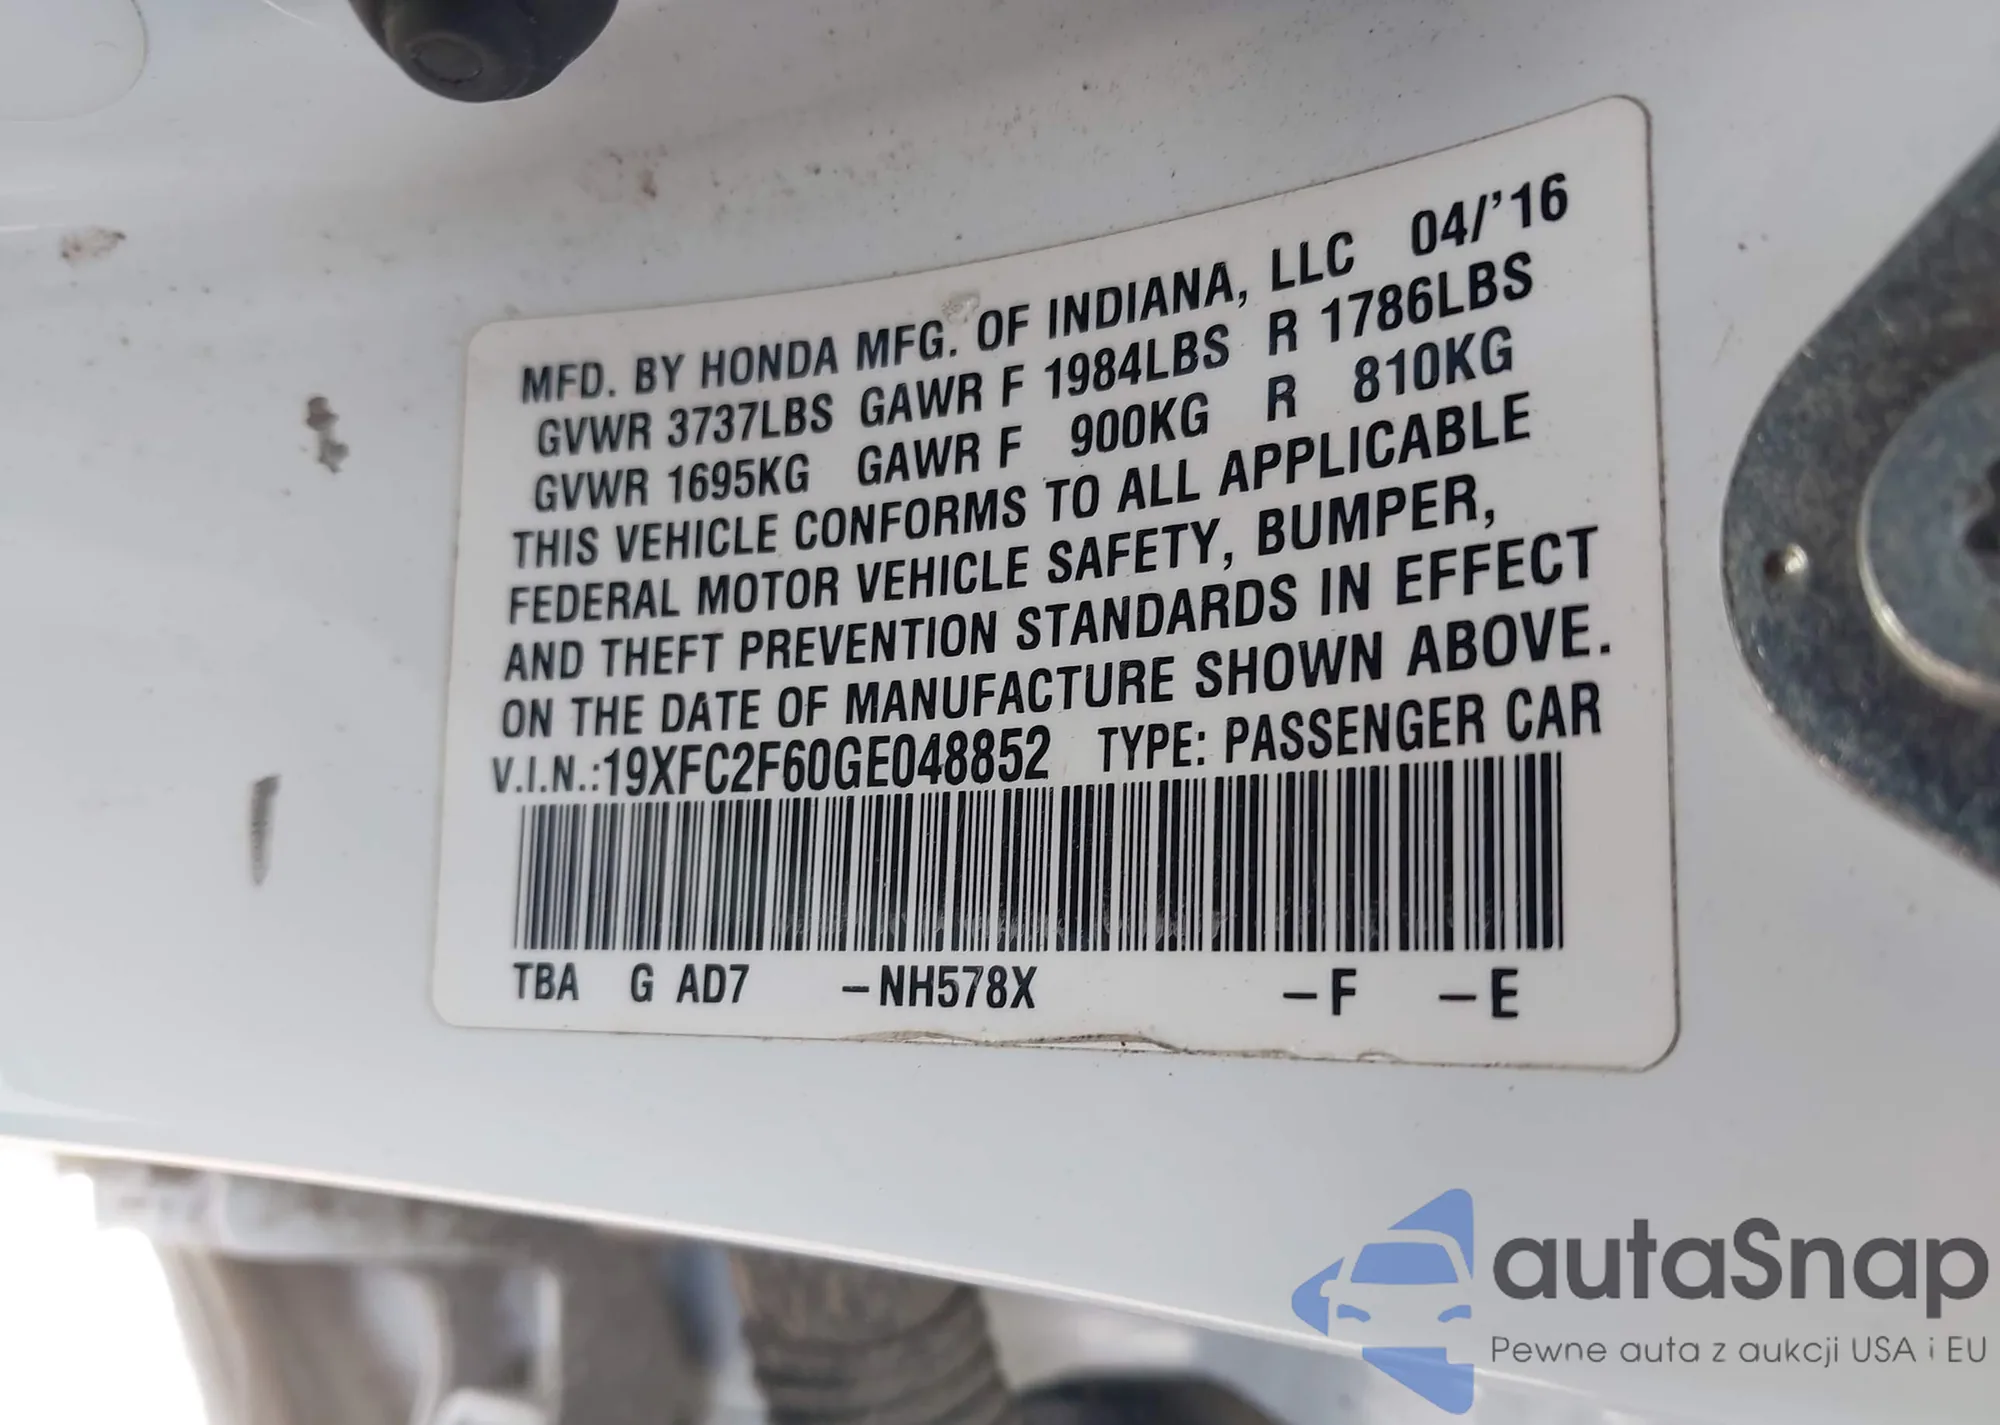 MFD. BY HONDA MFG. OF INDIANA, LLC 04/'16
GVWR 3737LBS GAWR F 1984LBS R 1786LBS
GVWR 1695KG GAWR F 900KG R 810KG
THIS VEHICLE CONFORMS TO ALL APPLICABLE
FEDERAL MOTOR VEHICLE SAFETY, BUMPER,
AND THEFT PREVENTION STANDARDS IN EFFECT
ON THE DATE OF MANUFACTURE SHOWN ABOVE.
V.I.N.:19XFC2F60GE048852 TYPE: PASSENGER CAR
TBA G AD7 –NH578X –F –E
autaSnap
Pewne auta z aukcji USA i EU